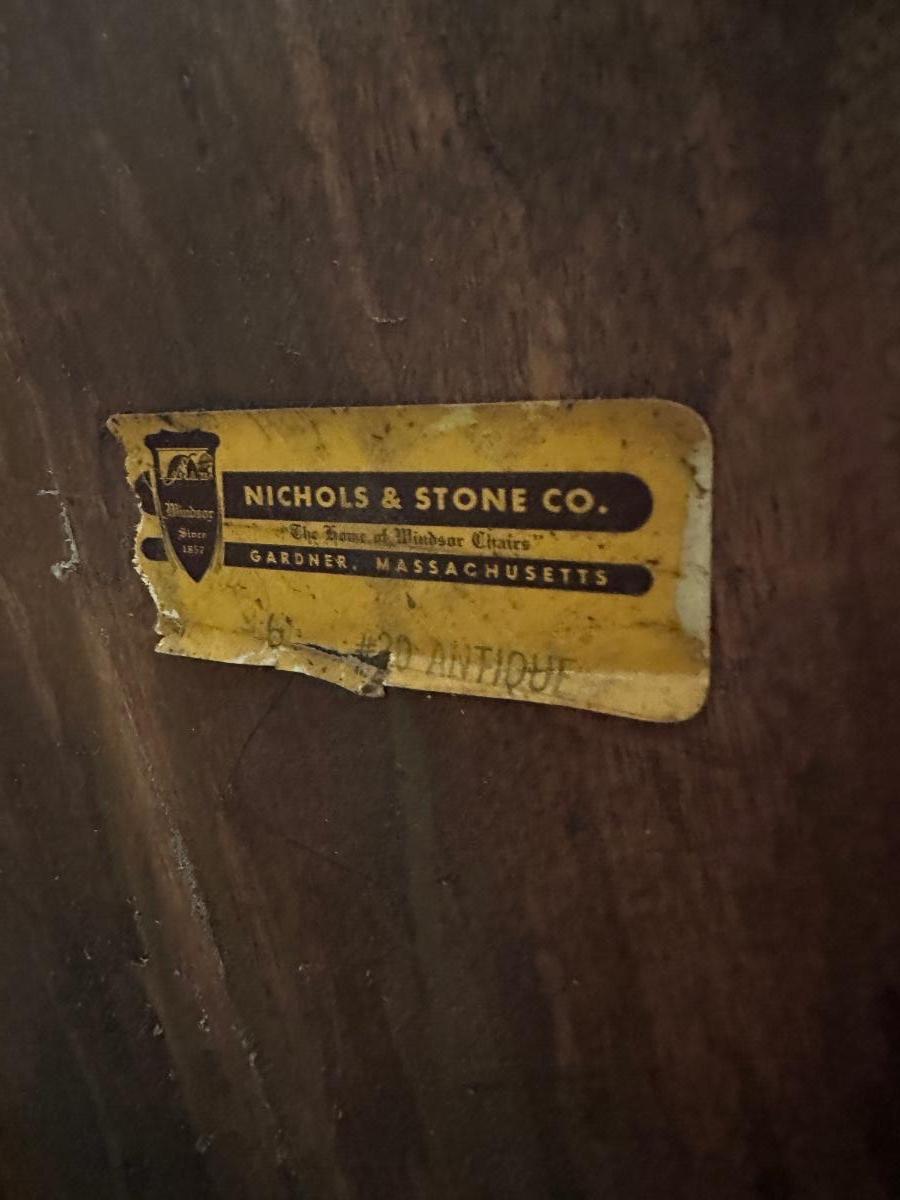 Windsor
Since
1857
NICHOLS & STONE CO.
"The Home of Windsor Chairs"
GARDNER, MASSACHUSETTS
6 #20 ANTIQUE